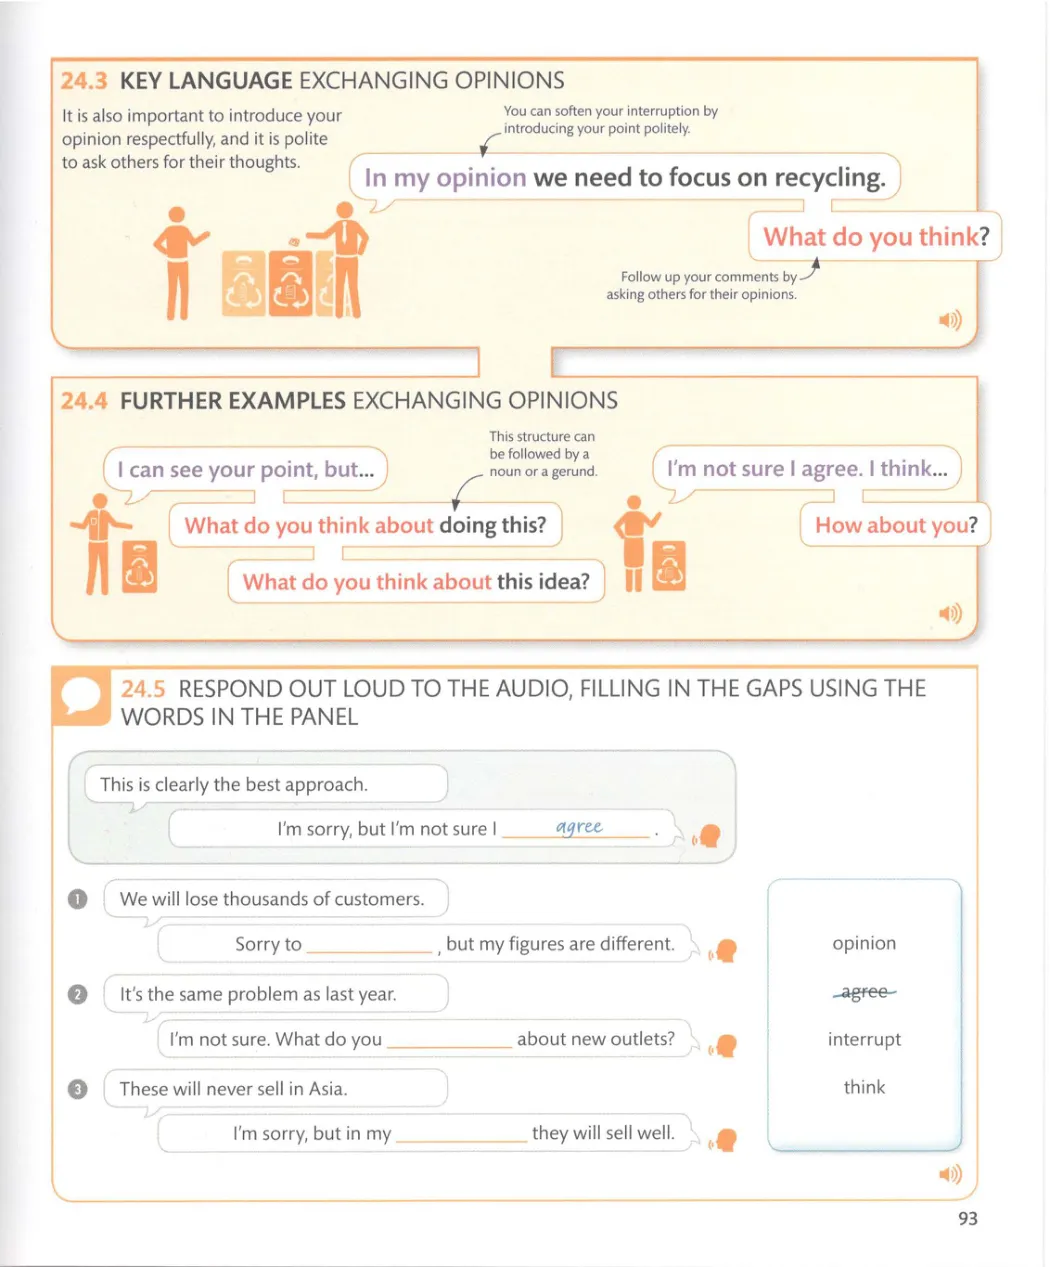 24.3 KEY LANGUAGE EXCHANGING OPINIONS
It is also important to introduce your
opinion respectfully, and it is polite
to ask others for their thoughts.
You can soften your interruption by
introducing your point politely.
In my opinion we need to focus on recycling.
What do you think?
Follow up your comments by
asking others for their opinions.
24.4 FURTHER EXAMPLES EXCHANGING OPINIONS
This structure can
be followed by a
noun or a gerund.
I can see your point, but...
What do you think about doing this?
What do you think about this idea?
I'm not sure I agree. I think...
How about you?
24.5 RESPOND OUT LOUD TO THE AUDIO, FILLING IN THE GAPS USING THE
WORDS IN THE PANEL
This is clearly the best approach.
I'm sorry, but I'm not sure I agree .
1 We will lose thousands of customers.
Sorry to ____________ , but my figures are different.
2 It's the same problem as last year.
I'm not sure. What do you ____________ about new outlets?
3 These will never sell in Asia.
I'm sorry, but in my ____________ they will sell well.
opinion
agree
interrupt
think
93